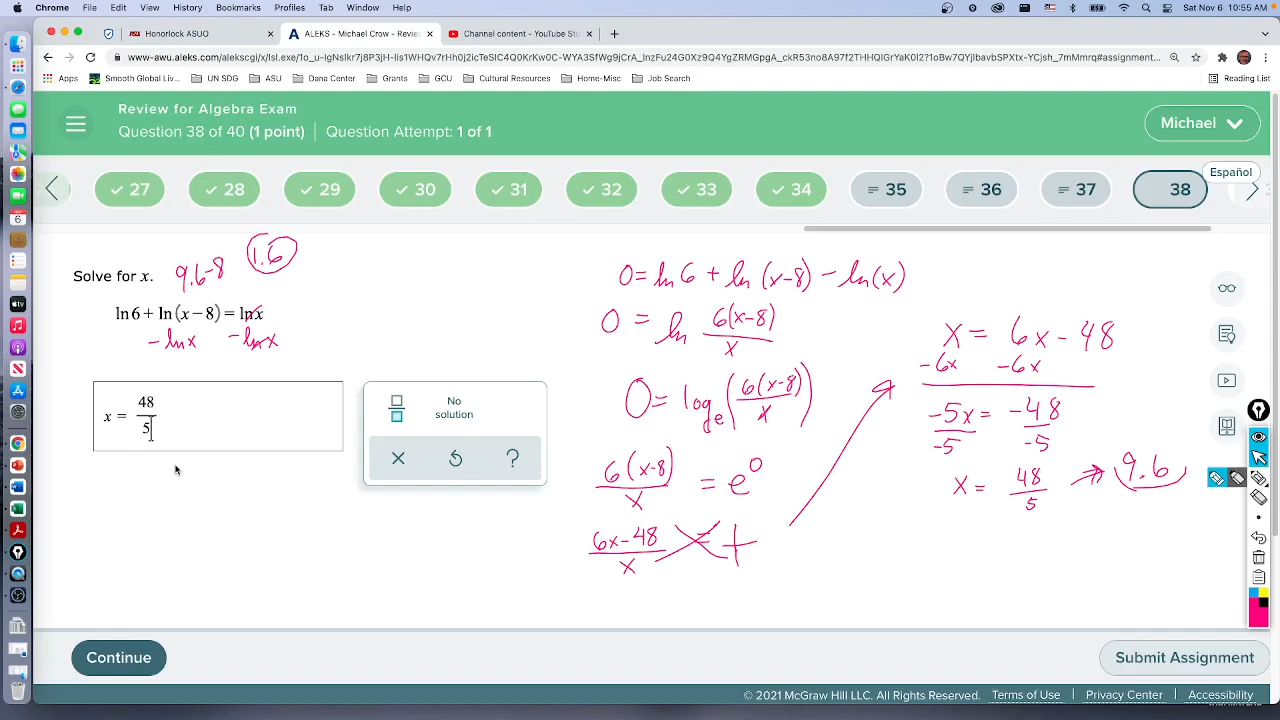 Chrome File Edit View History Bookmarks Profiles Tab Window Help
Sat Nov 6 10:55 AM
Honorlock ASUO
ALEKS - Michael Crow - Review
Channel content - YouTube Stu
Apps Smooth Global Liv... UN SDG ASU Dana Center Grants GCU Cultural Resources Home-Misc Job Search Reading List
Review for Algebra Exam
Question 38 of 40 (1 point) Question Attempt: 1 of 1
Michael
Español
27 28 29 30 31 32 33 34 35 36 37 38
9.6-8 1.6
Solve for x.
ln 6 + ln (x − 8) = ln x
- ln x - ln x
x = 48
5
No
solution
?
0 = ln 6 + ln (x-8) - ln(x)
0 = ln 6(x-8)
x
0 = log e ( 6(x-8) )
x
6(x-8) = e^0
x
6x-48 = 1
x
x = 6x - 48
-6x -6x
-5x = -48
-5 -5
x = 48 9.6
5
Continue
Submit Assignment
© 2021 McGraw Hill LLC. All Rights Reserved. Terms of Use Privacy Center Accessibility